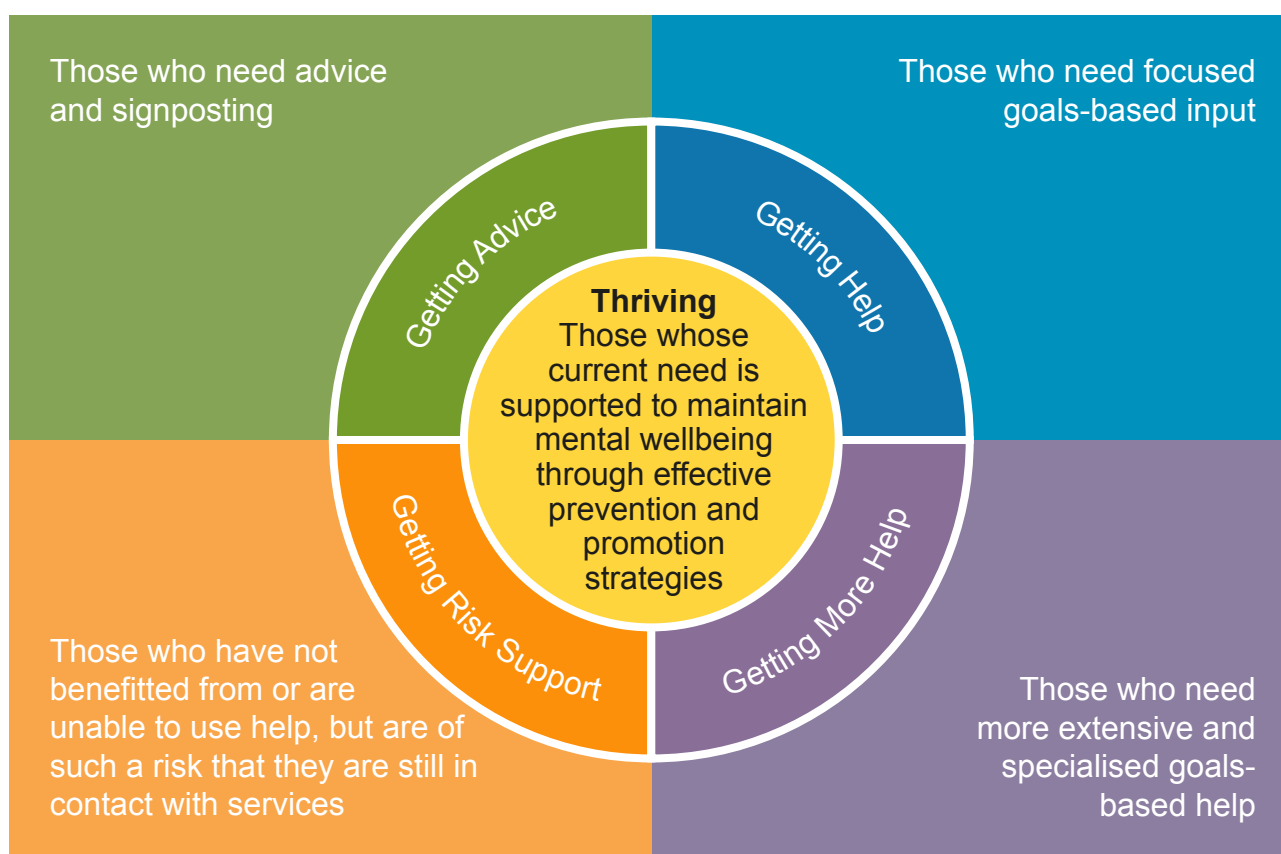 Those who need advice
and signposting
Those who need focused
goals-based input
Getting Advice
Getting Help
Thriving
Those whose
current need is
supported to maintain
mental wellbeing
through effective
prevention and
promotion
strategies
Getting Risk Support
Getting More Help
Those who have not
benefitted from or are
unable to use help, but are of
such a risk that they are still in
contact with services
Those who need
more extensive and
specialised goals-
based help